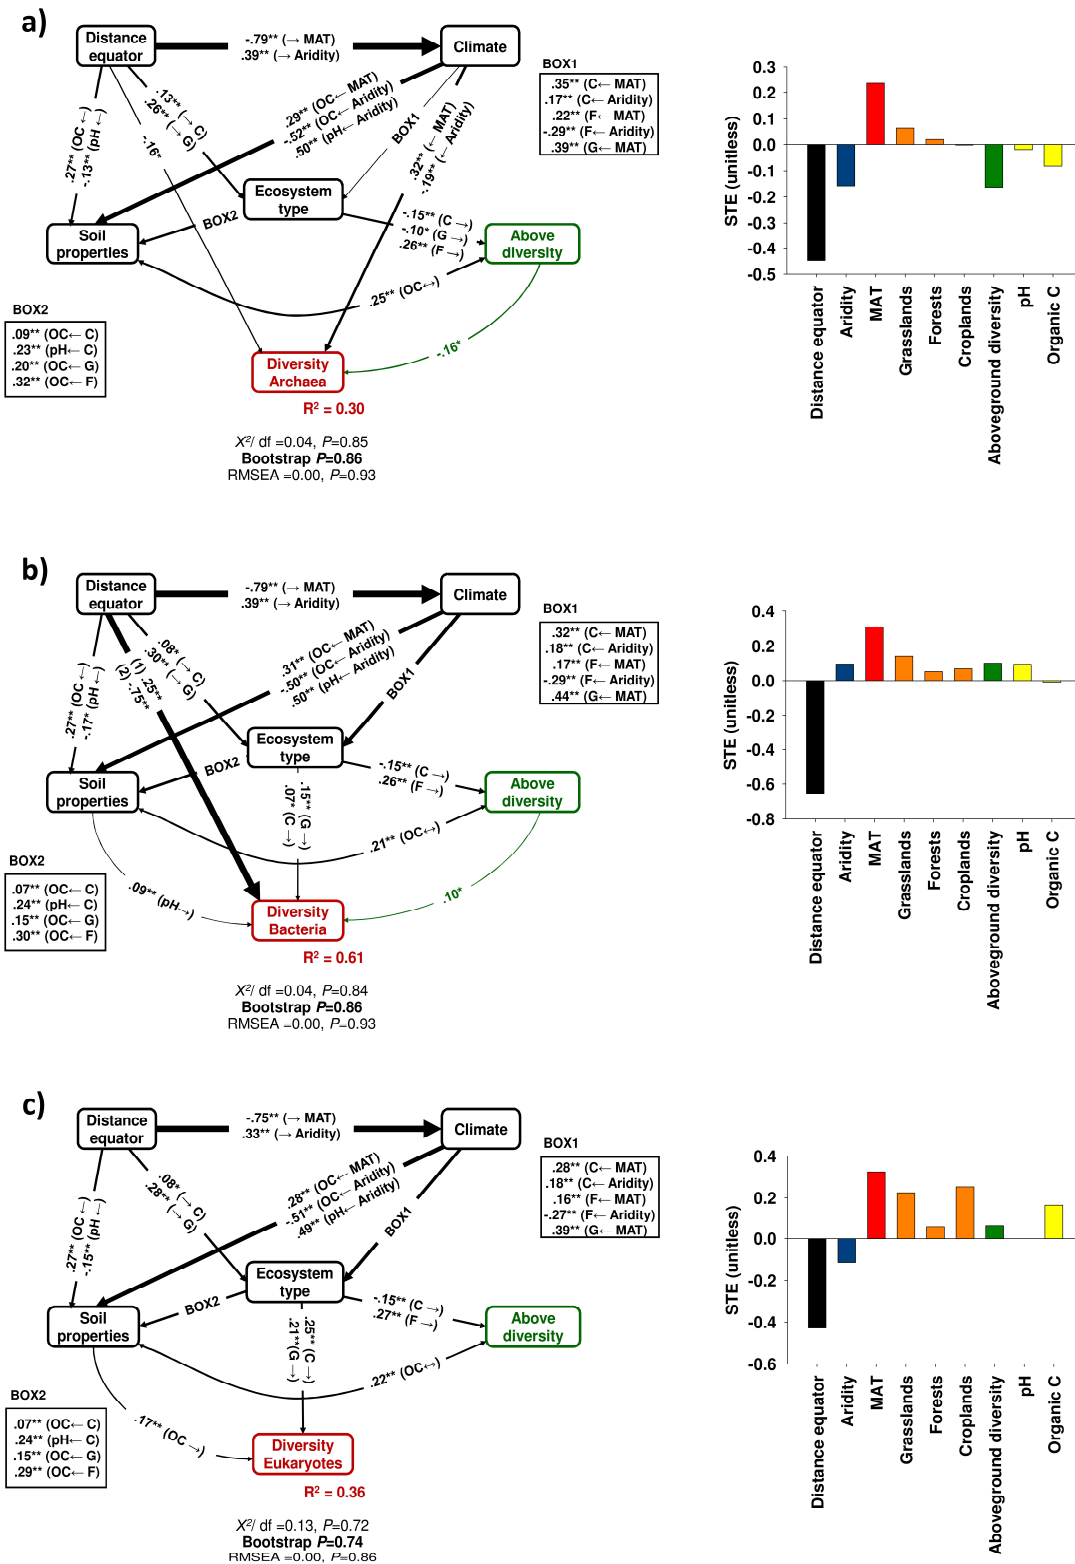 a)
Distance
equator
-.79** (→ MAT)
.39** (→ Aridity)
Climate
BOX1
.35** (C← MAT)
.17** (C← Aridity)
.22** (F← MAT)
-.29** (F← Aridity)
.39** (G← MAT)
.27** (OC ←)
-.13** (pH ←)
.13** (→ C)
.26** (→ G)
-.16*
.29** (OC← MAT)
-.52** (OC← Aridity)
.50** (pH← Aridity)
BOX1
.32** (← MAT)
-.19** (← Aridity)
Ecosystem
type
BOX2
Soil
properties
-.15** (C →)
-.10* (G →)
.26** (F →)
Above
diversity
.25** (OC↔)
-.16*
BOX2
.09** (OC← C)
.23** (pH← C)
.20** (OC← G)
.32** (OC← F)
Diversity
Archaea
R² = 0.30
X²/ df =0.04, P=0.85
Bootstrap P=0.86
RMSEA =0.00, P=0.93
STE (unitless)
0.3
0.2
0.1
0.0
-0.1
-0.2
-0.3
-0.4
-0.5
Distance equator
Aridity
MAT
Grasslands
Forests
Croplands
Aboveground diversity
pH
Organic C
b)
Distance
equator
-.79** (→ MAT)
.39** (→ Aridity)
Climate
BOX1
.32** (C← MAT)
.18** (C← Aridity)
.17** (F← MAT)
-.29** (F← Aridity)
.44** (G← MAT)
.27** (OC ←)
-.17* (pH ←)
.08* (→ C)
.30** (→ G)
(1) .25**
(2) -.75**
.31** (OC← MAT)
-.50** (OC← Aridity)
.50** (pH← Aridity)
BOX1
Ecosystem
type
BOX2
Soil
properties
-.15** (C →)
.26** (F →)
Above
diversity
.15** (G →)
.07* (C →)
.21** (OC↔)
.09** (pH→)
.10*
BOX2
.07** (OC← C)
.24** (pH← C)
.15** (OC← G)
.30** (OC← F)
Diversity
Bacteria
R² = 0.61
X²/ df =0.04, P=0.84
Bootstrap P=0.86
RMSEA =0.00, P=0.93
STE (unitless)
0.4
0.2
0.0
-0.2
-0.4
-0.6
-0.8
Distance equator
Aridity
MAT
Grasslands
Forests
Croplands
Aboveground diversity
pH
Organic C
c)
Distance
equator
-.75** (→ MAT)
.33** (→ Aridity)
Climate
BOX1
.28** (C← MAT)
.18** (C← Aridity)
.16** (F← MAT)
-.27** (F← Aridity)
.39** (G← MAT)
.27** (OC ←)
-.15** (pH ←)
.08* (→ C)
.28** (→ G)
.28** (OC← MAT)
-.51** (OC← Aridity)
.49** (pH← Aridity)
BOX1
Ecosystem
type
BOX2
Soil
properties
-.15** (C →)
.27** (F →)
Above
diversity
.25** (C →)
.21**(G →)
.22** (OC↔)
.17** (OC →)
BOX2
.07** (OC← C)
.24** (pH← C)
.15** (OC← G)
.29** (OC← F)
Diversity
Eukaryotes
R² = 0.36
X²/ df =0.13, P=0.72
Bootstrap P=0.74
RMSEA =0.00, P=0.86
STE (unitless)
0.4
0.2
0.0
-0.2
-0.4
-0.6
Distance equator
Aridity
MAT
Grasslands
Forests
Croplands
Aboveground diversity
pH
Organic C